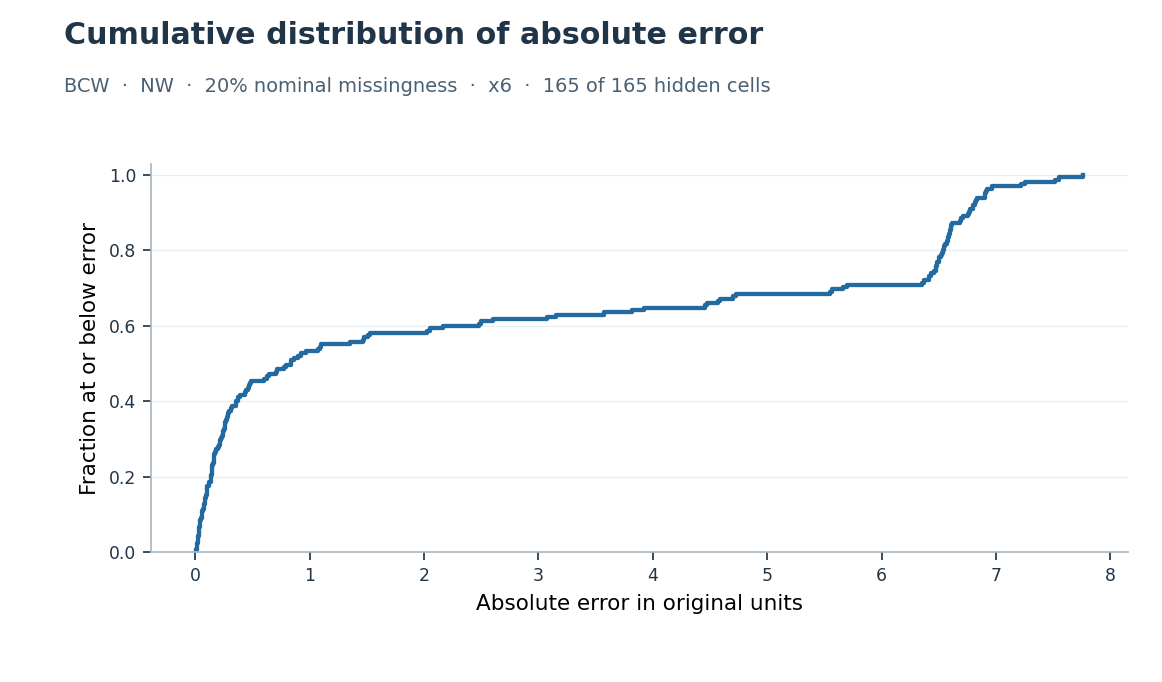 Cumulative distribution of absolute error
BCW · NW · 20% nominal missingness · x6 · 165 of 165 hidden cells
Fraction at or below error
1.0
0.8
0.6
0.4
0.2
0.0
0 1 2 3 4 5 6 7 8
Absolute error in original units